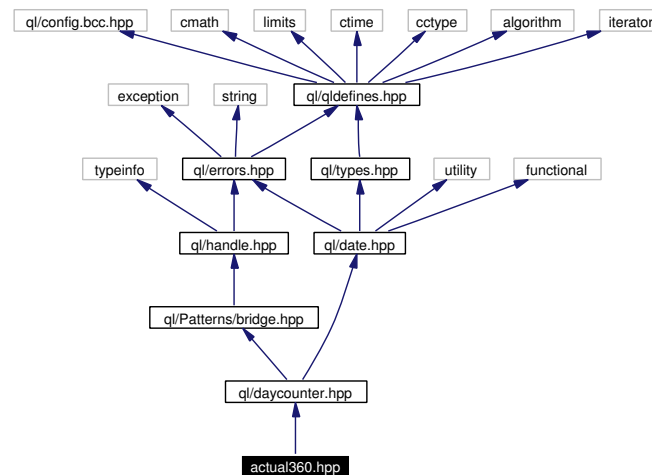 ql/config.bcc.hpp cmath limits ctime cctype algorithm iterator
exception string ql/qldefines.hpp
typeinfo ql/errors.hpp ql/types.hpp utility functional
ql/handle.hpp ql/date.hpp
ql/Patterns/bridge.hpp
ql/daycounter.hpp
actual360.hpp